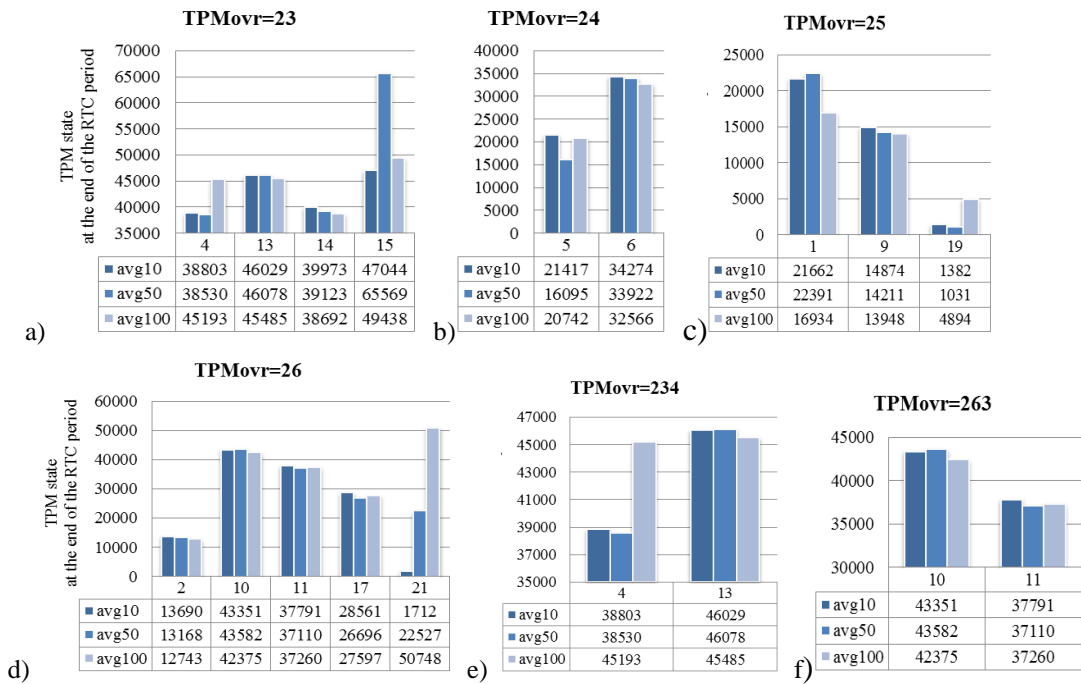 TPMovr=23
TPM state
at the end of the RTC period
70000
65000
60000
55000
50000
45000
40000
35000
4 13 14 15
avg10 38803 46029 39973 47044
avg50 38530 46078 39123 65569
avg100 45193 45485 38692 49438
a)
TPMovr=24
40000
35000
30000
25000
20000
15000
10000
5000
0
5 6
avg10 21417 34274
avg50 16095 33922
avg100 20742 32566
b)
TPMovr=25
25000
20000
15000
10000
5000
0
1 9 19
avg10 21662 14874 1382
avg50 22391 14211 1031
avg100 16934 13948 4894
c)
TPMovr=26
TPM state
at the end of the RTC period
60000
50000
40000
30000
20000
10000
0
2 10 11 17 21
avg10 13690 43351 37791 28561 1712
avg50 13168 43582 37110 26696 22527
avg100 12743 42375 37260 27597 50748
d)
TPMovr=234
47000
45000
43000
41000
39000
37000
35000
4 13
avg10 38803 46029
avg50 38530 46078
avg100 45193 45485
e)
TPMovr=263
45000
40000
35000
30000
10 11
avg10 43351 37791
avg50 43582 37110
avg100 42375 37260
f)